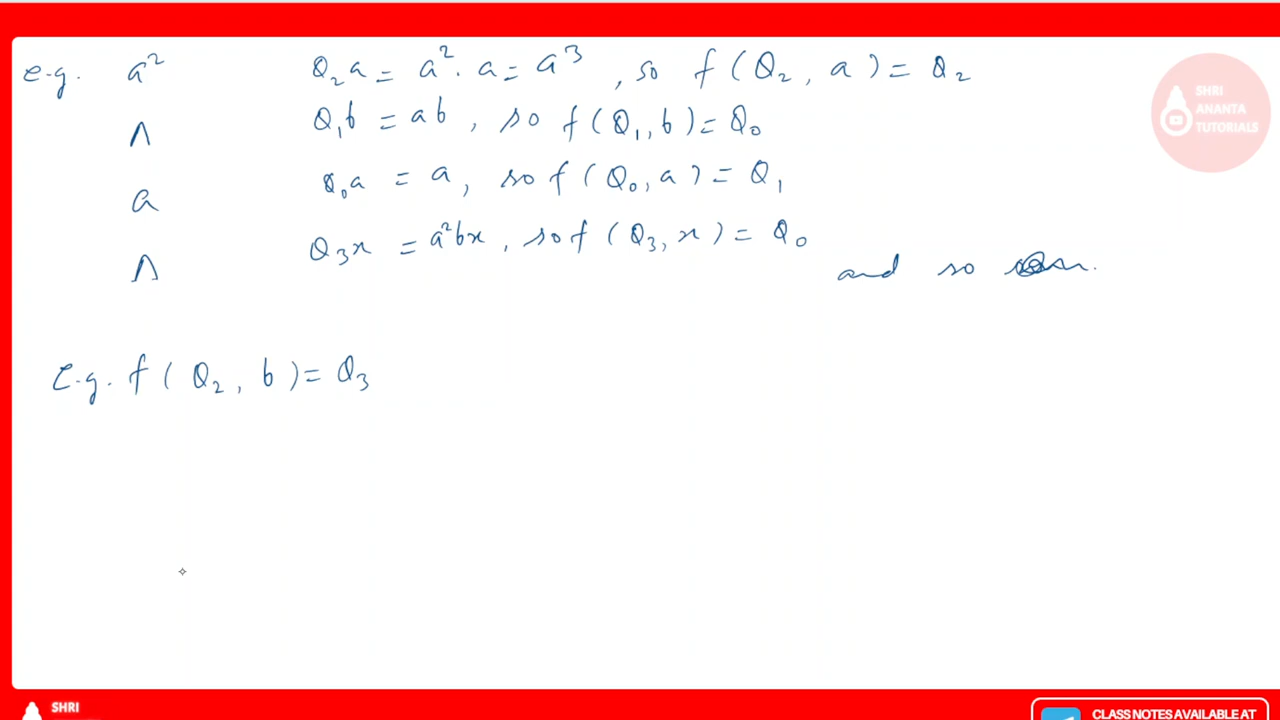 e.g. a² Q₂a = a². a = a³, so f(Q₂, a) = Q₂
Λ Q₁b = ab, so f(Q₁, b) = Q₀
a Q₀a = a, so f(Q₀, a) = Q₁
Λ Q₃x = a²bx, so f(Q₃, x) = Q₀
and so
E.g. f(Q₂, b) = Q₃
SHRI
ANANTA
TUTORIALS
SHRI
CLASS NOTES AVAILABLE AT